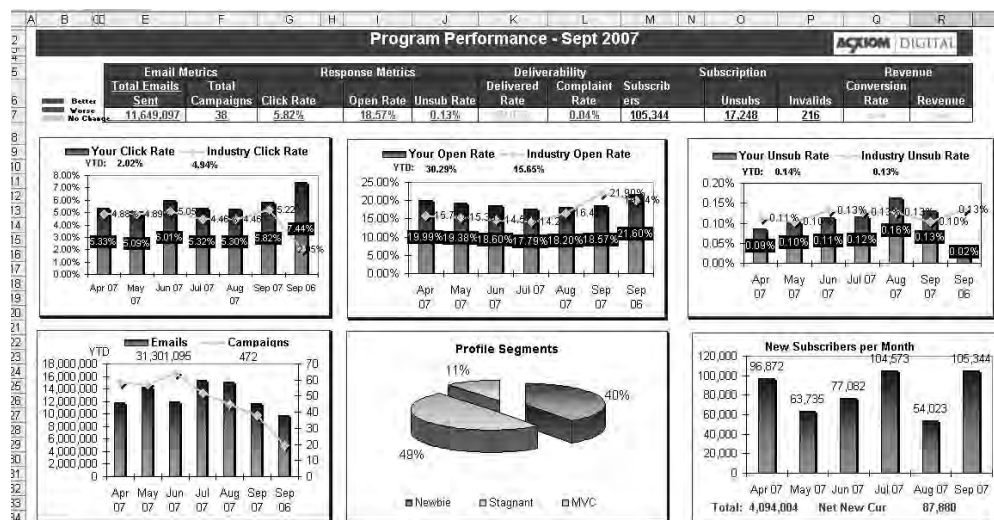 A B C D E F G H I J K L M N O P Q R
Program Performance - Sept 2007
ACXIOM DIGITAL
Email Metrics Response Metrics Deliverability Subscription Revenue
Total Emails Sent Total Campaigns Click Rate Open Rate Unsub Rate Delivered Rate Complaint Rate Subscribers Unsubs Invalids Conversion Rate Revenue
Better
Worse
No Change
11,649,097 38 5.82% 18.57% 0.13% 0.04% 105,344 17,248 216
Your Click Rate Industry Click Rate
YTD: 2.02% 4.94%
8.00%
7.00%
6.00%
5.00%
4.00%
3.00%
2.00%
1.00%
0.00%
5.33% 5.09% 6.01% 5.32% 5.30% 5.82% 7.44%
Apr 07 May 07 Jun 07 Jul 07 Aug 07 Sep 07 Sep 06
Your Open Rate Industry Open Rate
YTD: 30.29% 15.65%
25.00%
20.00%
15.00%
10.00%
5.00%
0.00%
21.90%
19.99% 19.38% 18.60% 17.79% 18.20% 18.57% 21.60%
Apr 07 May 07 Jun 07 Jul 07 Aug 07 Sep 07 Sep 06
Your Unsub Rate Industry Unsub Rate
YTD: 0.14% 0.13%
0.20%
0.15%
0.10%
0.05%
0.00%
0.11% 0.10% 0.13% 0.13% 0.13% 0.10% 0.13%
0.09% 0.10% 0.11% 0.12% 0.16% 0.13% 0.02%
Apr 07 May 07 Jun 07 Jul 07 Aug 07 Sep 07 Sep 06
Emails Campaigns
YTD 31,301,095 472
18,000,000 70
16,000,000 60
14,000,000 50
12,000,000 40
10,000,000 30
8,000,000 20
6,000,000 10
4,000,000 0
2,000,000
0
Apr 07 May 07 Jun 07 Jul 07 Aug 07 Sep 07 Sep 06
Profile Segments
11%
40%
49%
Newbie Stagnant MVC
New Subscribers per Month
120,000
100,000
80,000
60,000
40,000
20,000
0
96,872 63,735 77,082 104,573 54,023 105,344
Apr 07 May 07 Jun 07 Jul 07 Aug 07 Sep 07
Total: 4,094,004 Net New Cur 87,880